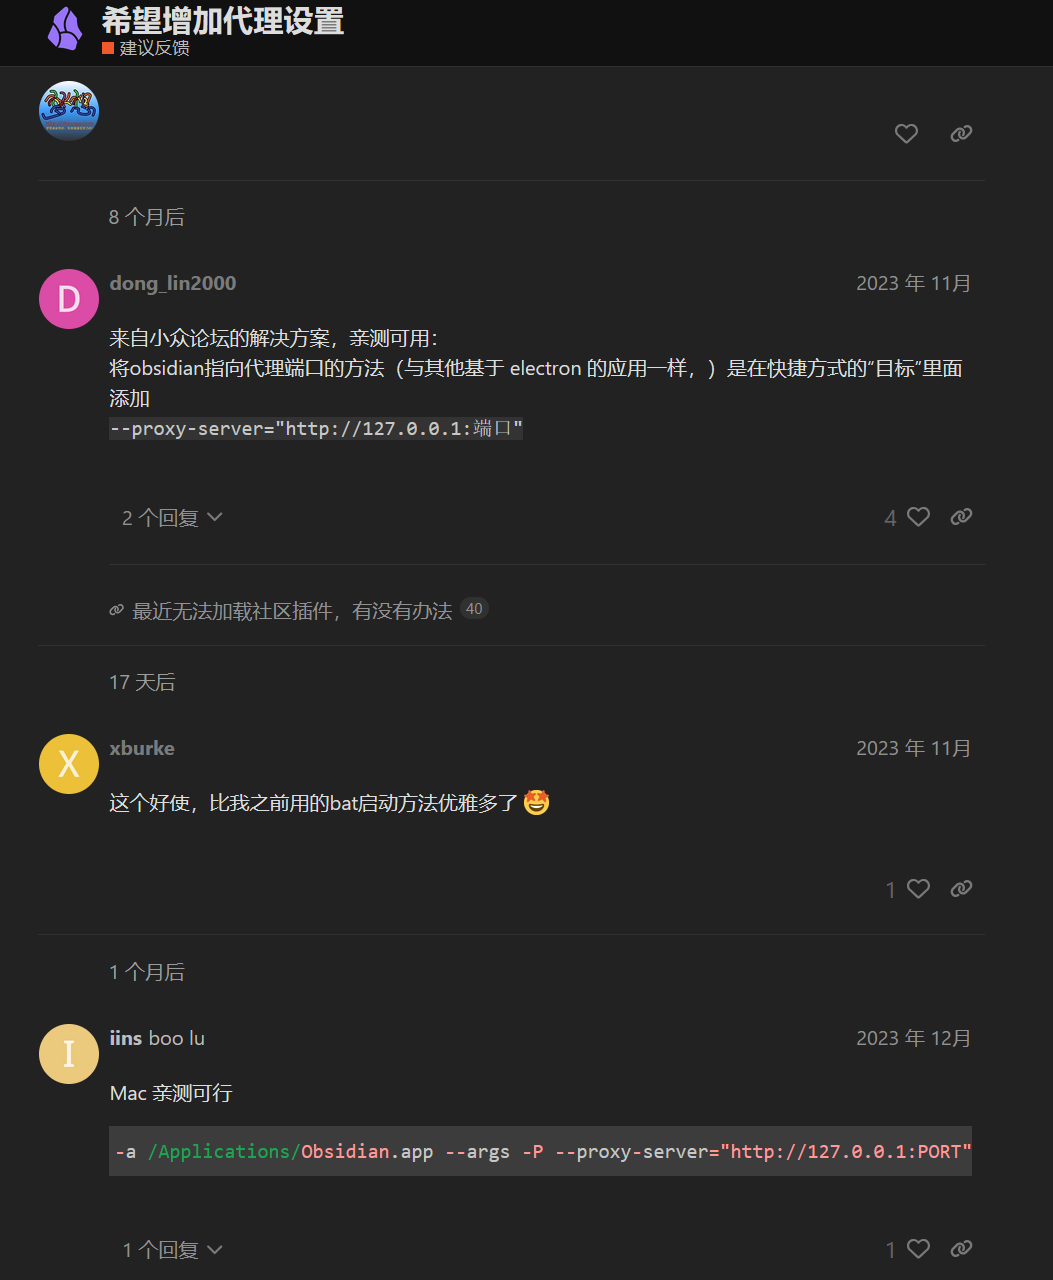 希望增加代理设置
建议反馈
8 个月后
D
dong_lin2000
2023 年 11月
来自小众论坛的解决方案，亲测可用：
将obsidian指向代理端口的方法（与其他基于 electron 的应用一样，）是在快捷方式的“目标”里面
添加
--proxy-server="http://127.0.0.1:端口"
2 个回复
4
最近无法加载社区插件，有没有办法 40
17 天后
X
xburke
2023 年 11月
这个好使，比我之前用的bat启动方法优雅多了
1
1 个月后
I
iins boo lu
2023 年 12月
Mac 亲测可行
-a /Applications/Obsidian.app --args -P --proxy-server="http://127.0.0.1:PORT"
1 个回复
1